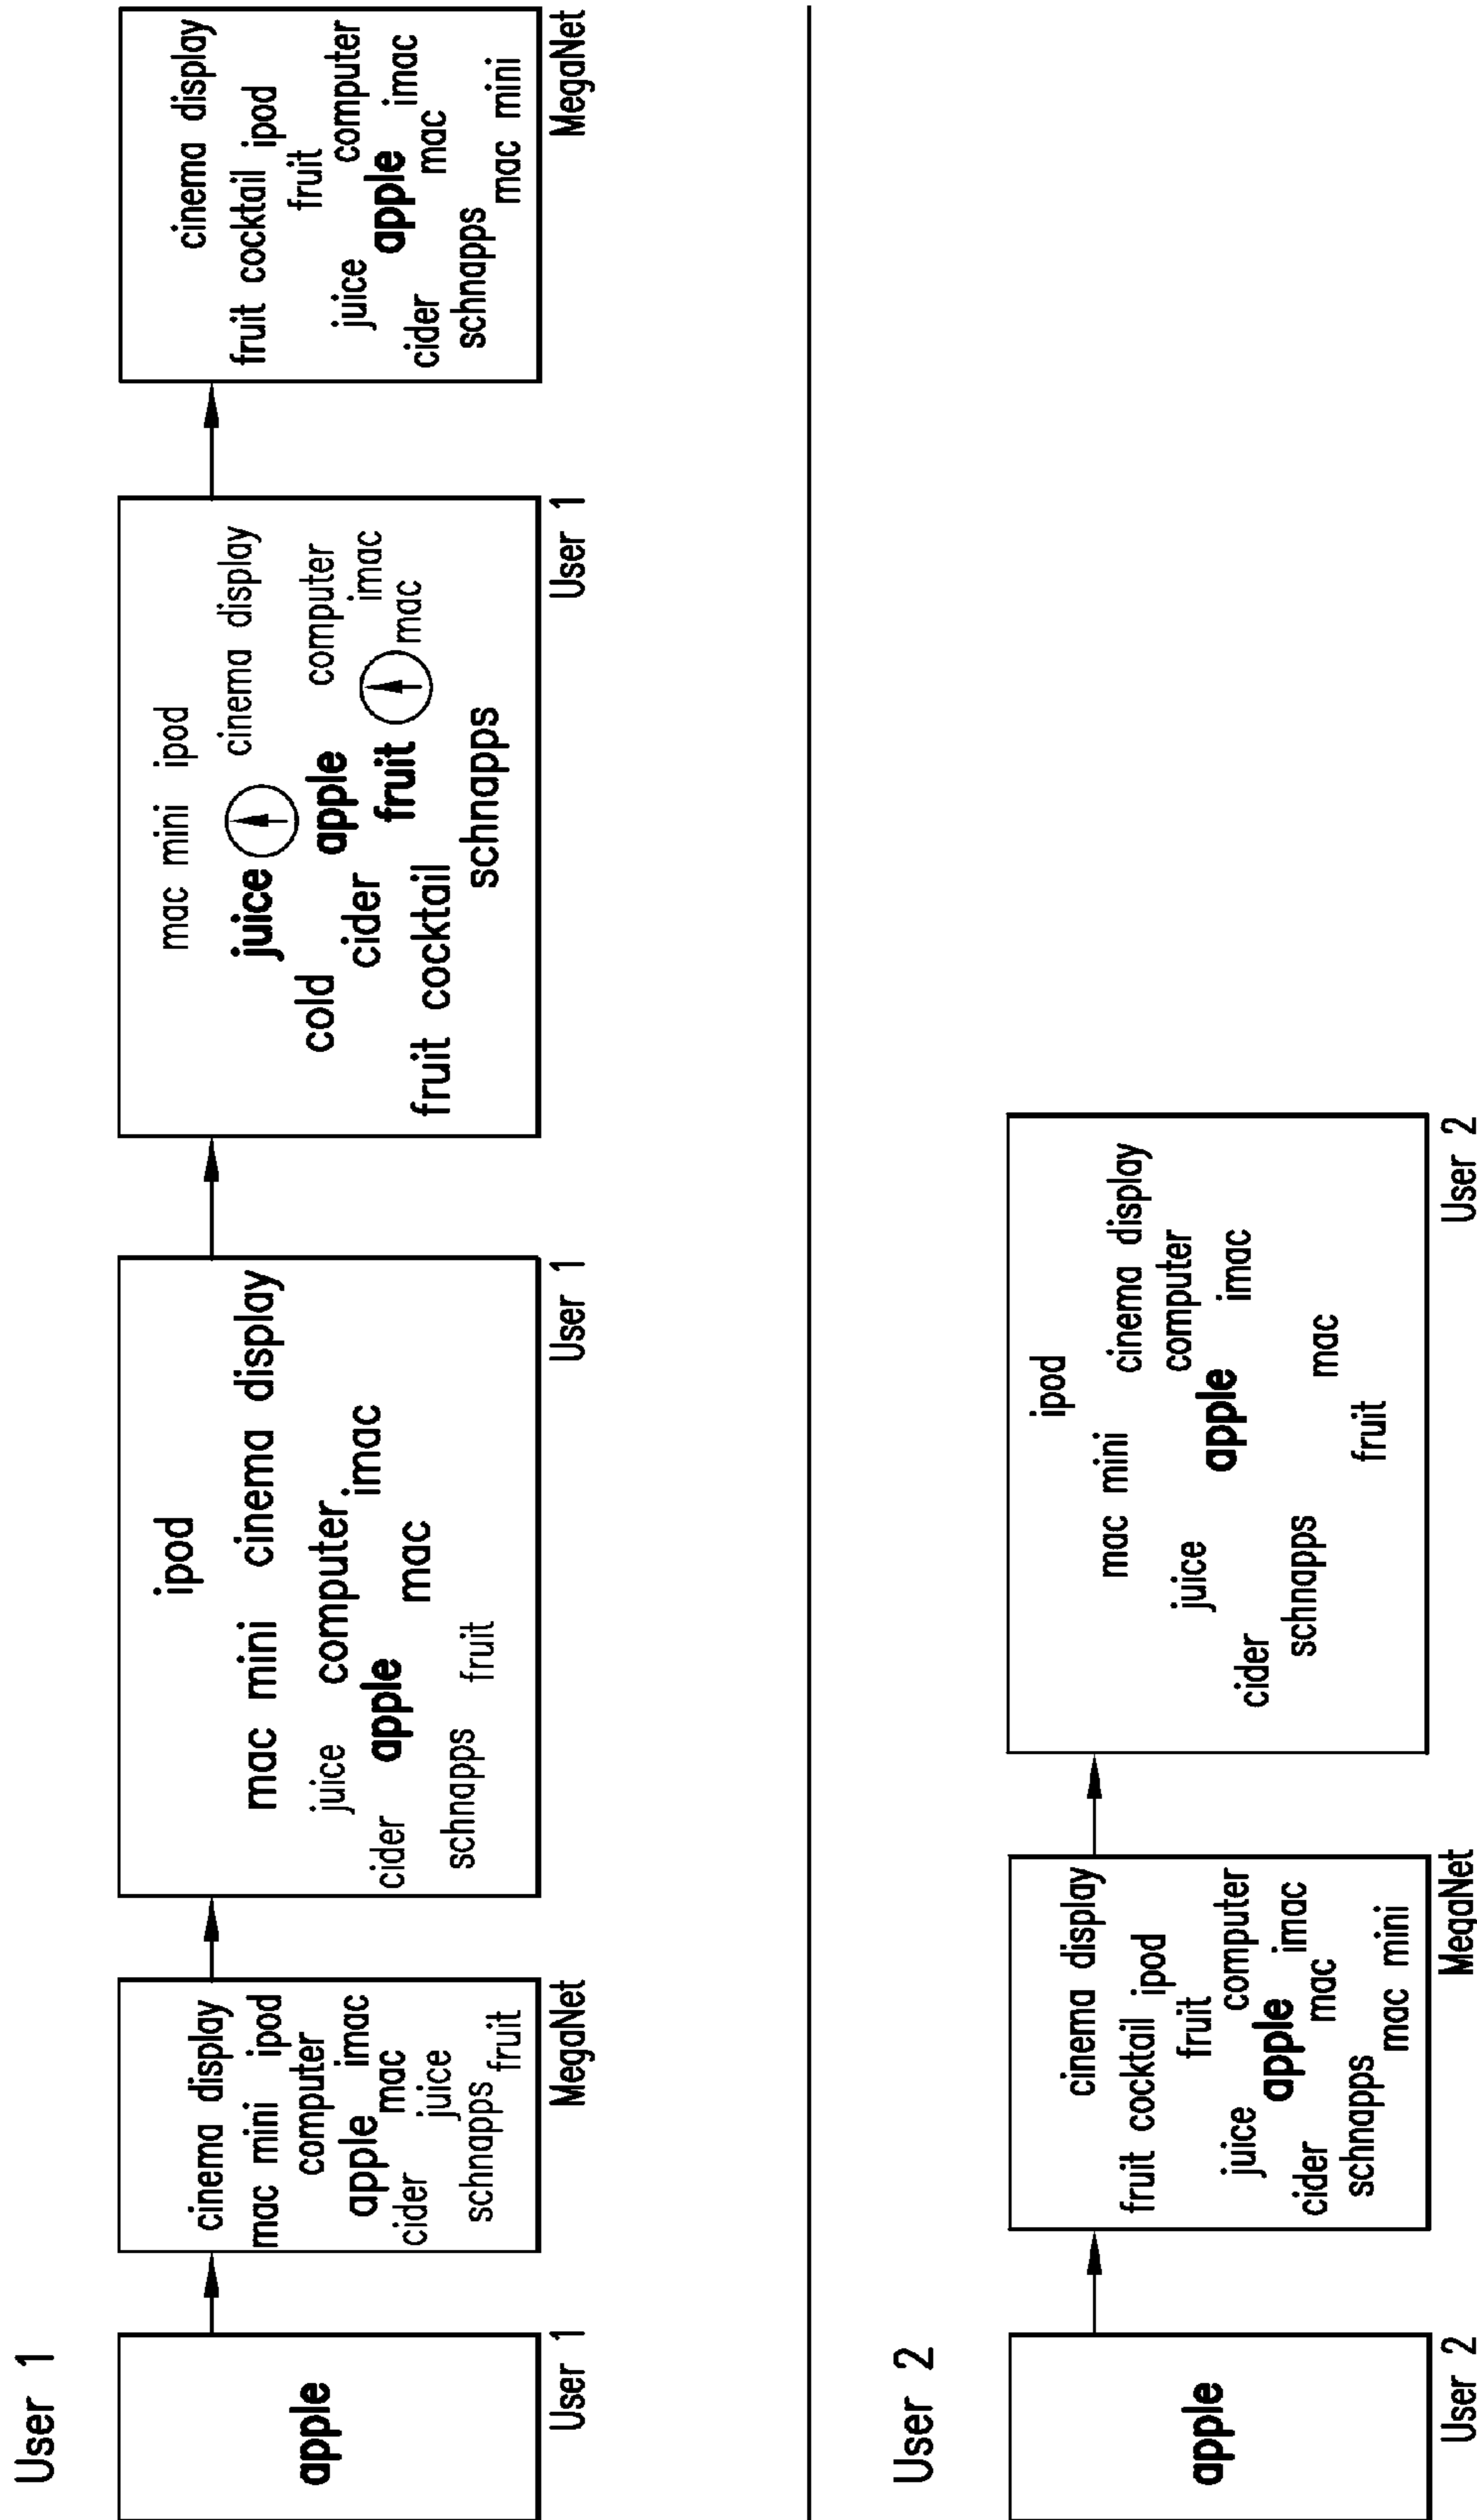 User 1
apple
User 1
cinema display
mac mini ipod
computer
apple imac
mac
cider juice
schnapps fruit
MegaNet
ipod
mac mini cinema display
juice computer imac
apple mac
cider
schnapps fruit
User 1
mac mini ipod
juice cinema display
cold apple computer
cider fruit imac
mac
fruit cocktail
schnapps
User 1
cinema display
fruit cocktail ipod
fruit
juice computer
apple imac
cider mac
schnapps
mac mini
MegaNet
User 2
apple
User 2
cinema display
fruit cocktail ipod
fruit
juice computer
apple imac
cider mac
schnapps
mac mini
MegaNet
ipod
mac mini cinema display
juice computer
apple imac
cider
schnapps mac
fruit
User 2